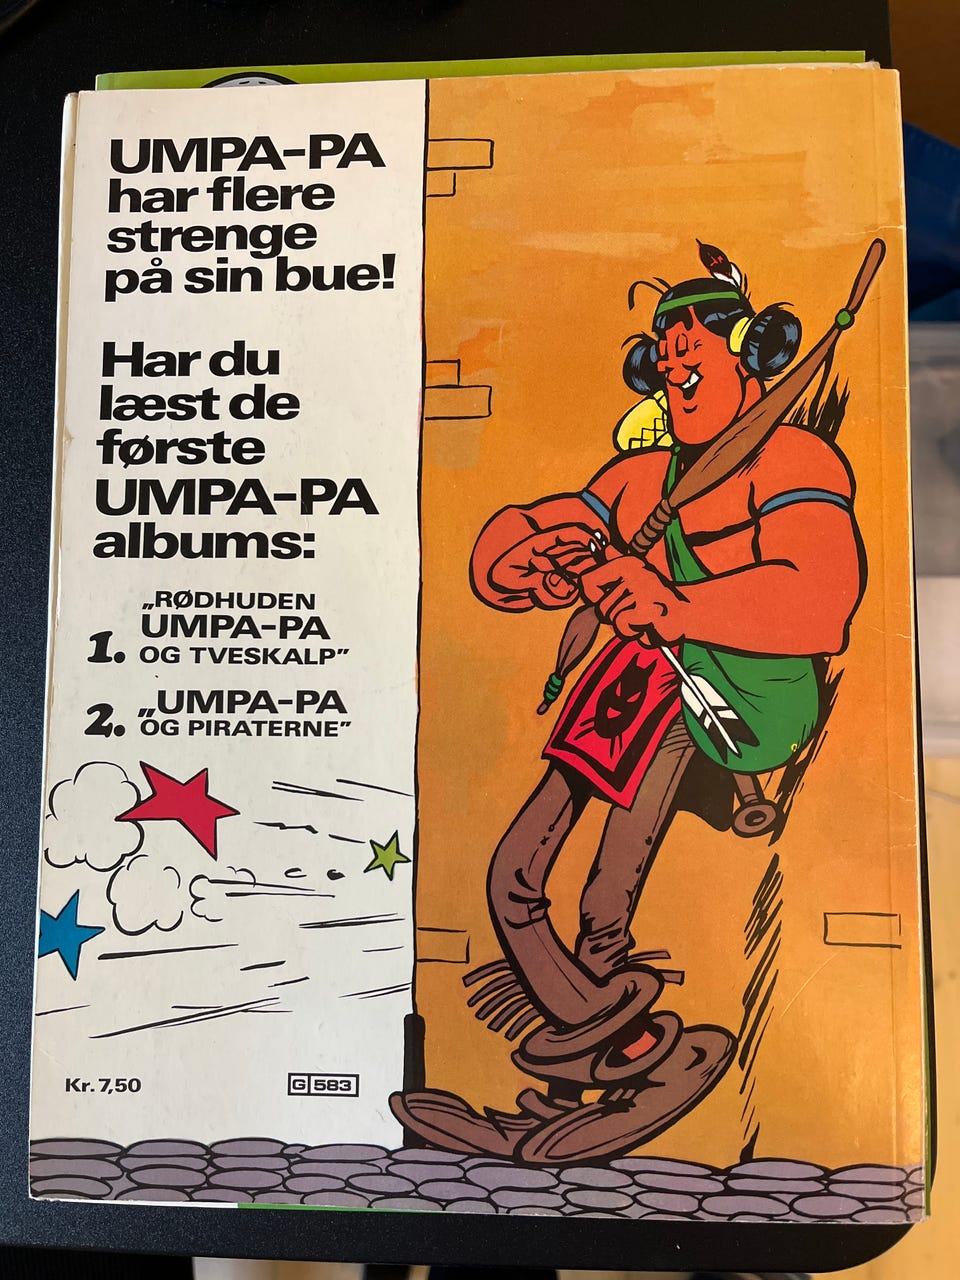 UMPA-PA
har flere
strenge
på sin bue!
Har du
læst de
første
UMPA-PA
albums:
1. „RØDHUDEN
UMPA-PA
OG TVESKALP”
2. „UMPA-PA
OG PIRATERNE”
Kr. 7,50
G 583